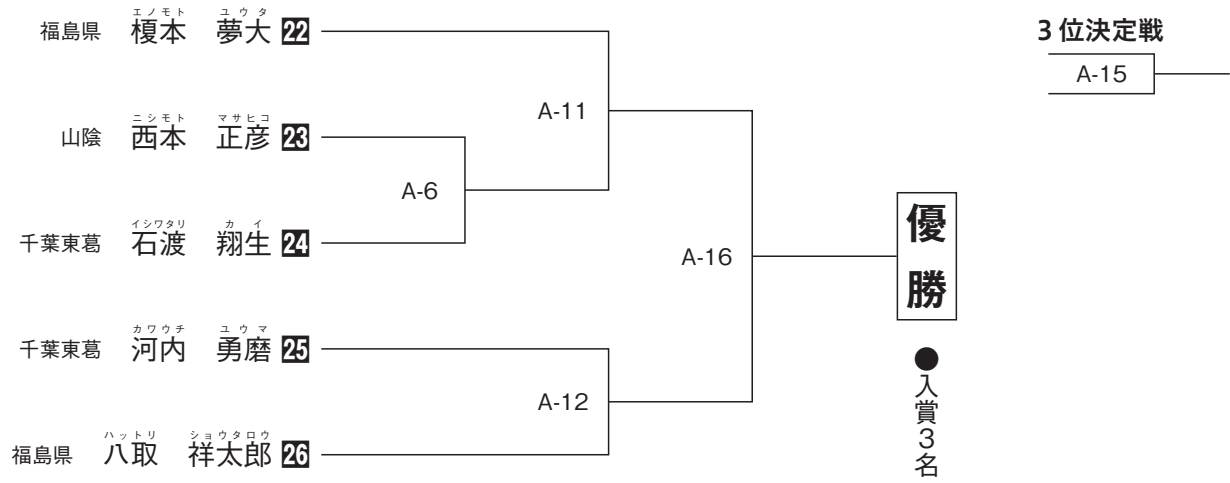 エノモト ユウタ
福島県 榎本 夢大 22
ニシモト マサヒコ
山陰 西本 正彦 23
イシワタリ カイ
千葉東葛 石渡 翔生 24
カワウチ ユウマ
千葉東葛 河内 勇磨 25
ハットリ ショウタロウ
福島県 八取 祥太郎 26
A-6
A-11
A-12
A-16
優勝
●入賞3名
3位決定戦
A-15